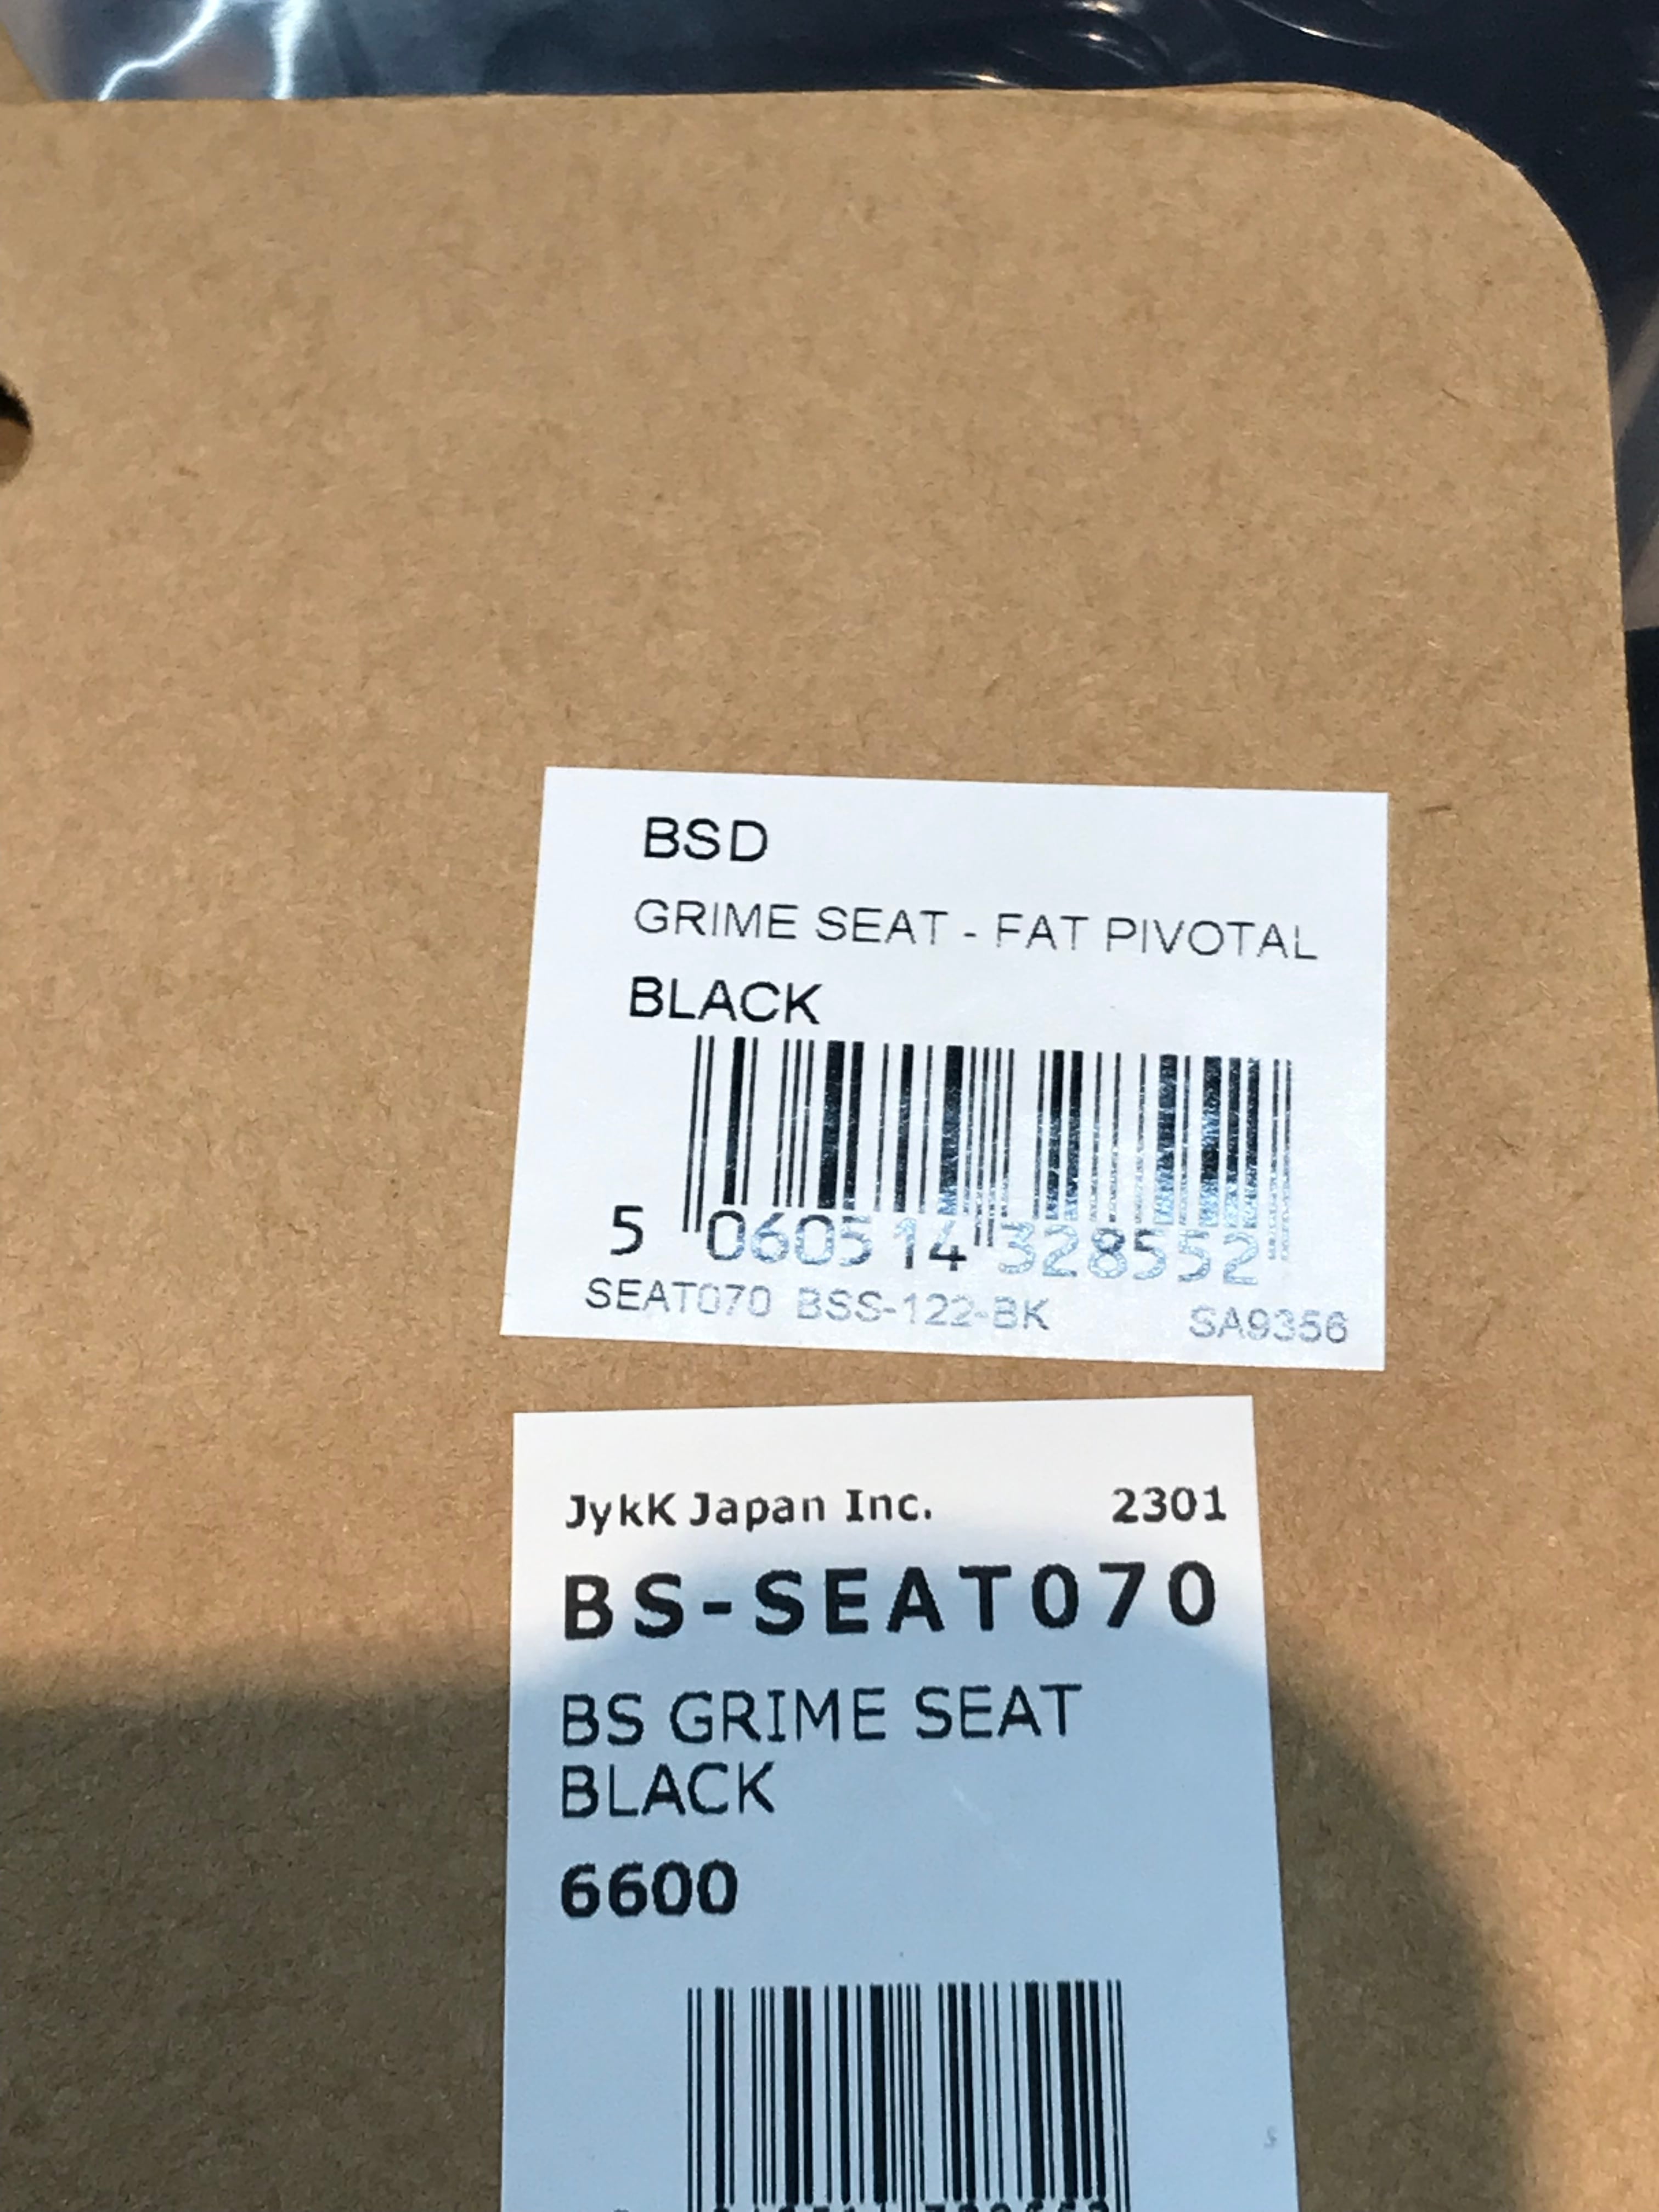 BSD
GRIME SEAT - FAT PIVOTAL
BLACK
5 060514 328552
SEAT070 BSS-122-BK SA9356
JykK Japan Inc. 2301
BS-SEAT070
BS GRIME SEAT
BLACK
6600